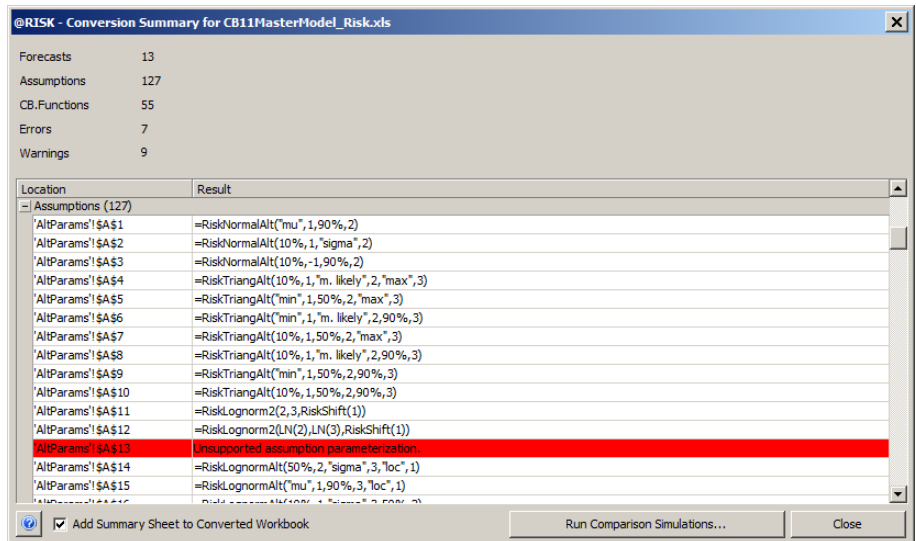 @RISK - Conversion Summary for CB11MasterModel_Risk.xls
Forecasts 13
Assumptions 127
CB.Functions 55
Errors 7
Warnings 9
Location Result
Assumptions (127)
'AltParams'!$A$1 =RiskNormalAlt("mu",1,90%,2)
'AltParams'!$A$2 =RiskNormalAlt(10%,1,"sigma",2)
'AltParams'!$A$3 =RiskNormalAlt(10%,-1,90%,2)
'AltParams'!$A$4 =RiskTriangAlt(10%,1,"m. likely",2,"max",3)
'AltParams'!$A$5 =RiskTriangAlt("min",1,50%,2,"max",3)
'AltParams'!$A$6 =RiskTriangAlt("min",1,"m. likely",2,90%,3)
'AltParams'!$A$7 =RiskTriangAlt(10%,1,50%,2,"max",3)
'AltParams'!$A$8 =RiskTriangAlt(10%,1,"m. likely",2,90%,3)
'AltParams'!$A$9 =RiskTriangAlt("min",1,50%,2,90%,3)
'AltParams'!$A$10 =RiskTriangAlt(10%,1,50%,2,90%,3)
'AltParams'!$A$11 =RiskLognorm2(2,3,RiskShift(1))
'AltParams'!$A$12 =RiskLognorm2(LN(2),LN(3),RiskShift(1))
'AltParams'!$A$13 Unsupported assumption parameterization.
'AltParams'!$A$14 =RiskLognormAlt(50%,2,"sigma",3,"loc",1)
'AltParams'!$A$15 =RiskLognormAlt("mu",1,90%,3,"loc",1)
Add Summary Sheet to Converted Workbook Run Comparison Simulations... Close